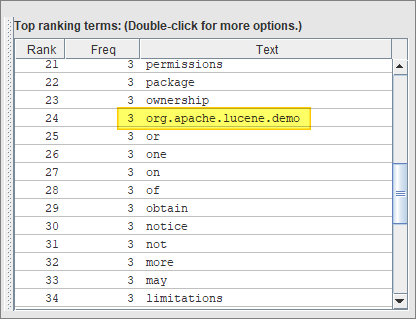 Top ranking terms: (Double-click for more options.)
Rank Freq Text
21 3 permissions
22 3 package
23 3 ownership
24 3 org.apache.lucene.demo
25 3 or
26 3 one
27 3 on
28 3 of
29 3 obtain
30 3 notice
31 3 not
32 3 more
33 3 may
34 3 limitations